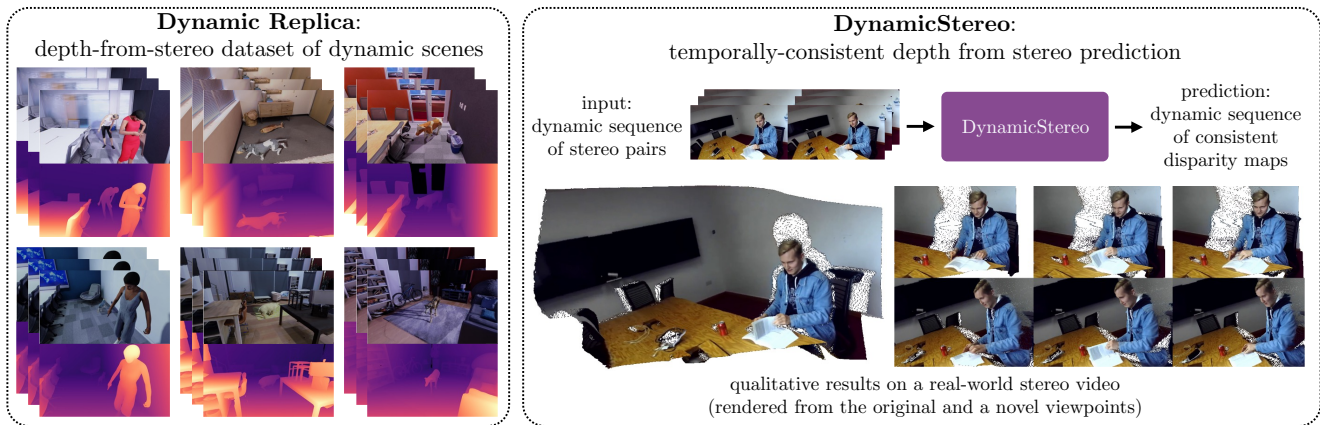 Dynamic Replica:
depth-from-stereo dataset of dynamic scenes
DynamicStereo:
temporally-consistent depth from stereo prediction
input:
dynamic sequence
of stereo pairs
DynamicStereo
prediction:
dynamic sequence
of consistent
disparity maps
qualitative results on a real-world stereo video
(rendered from the original and a novel viewpoints)